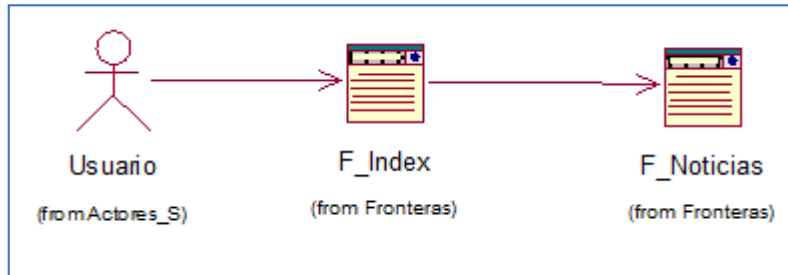 Usuario
(from Actores_S)
F_Index
(from Fronteras)
F_Noticias
(from Fronteras)